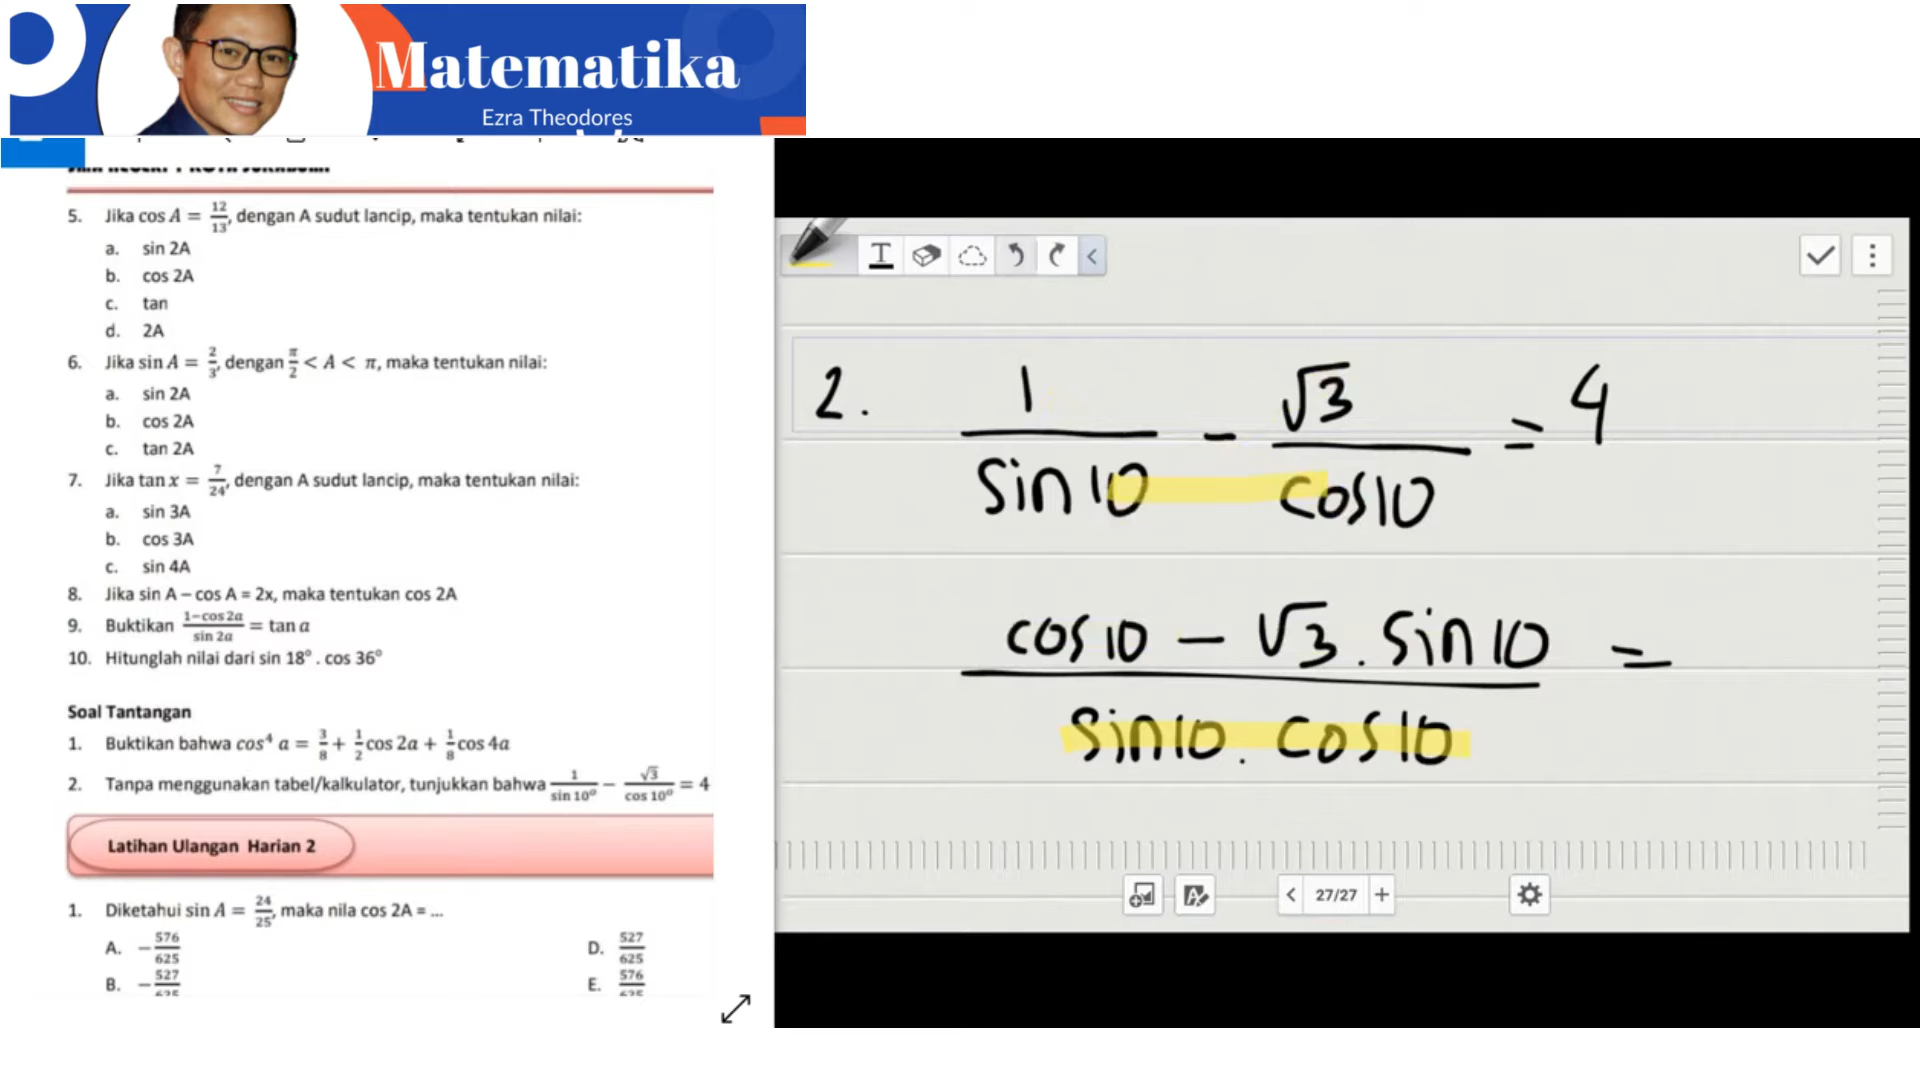 Matematika
Ezra Theodores
5. Jika cos A = 12/13, dengan A sudut lancip, maka tentukan nilai:
a. sin 2A
b. cos 2A
c. tan
d. 2A
6. Jika sin A = 2/3, dengan π/2 < A < π, maka tentukan nilai:
a. sin 2A
b. cos 2A
c. tan 2A
7. Jika tan x = 7/24, dengan A sudut lancip, maka tentukan nilai:
a. sin 3A
b. cos 3A
c. sin 4A
8. Jika sin A – cos A = 2x, maka tentukan cos 2A
9. Buktikan (1−cos 2a)/(sin 2a) = tan a
10. Hitunglah nilai dari sin 18° . cos 36°
Soal Tantangan
1. Buktikan bahwa cos⁴ a = 3/8 + 1/2 cos 2a + 1/8 cos 4a
2. Tanpa menggunakan tabel/kalkulator, tunjukkan bahwa 1/(sin 10°) − √3/(cos 10°) = 4
Latihan Ulangan Harian 2
1. Diketahui sin A = 24/25, maka nila cos 2A = ...
A. −576/625
D. 527/625
B. −527/625
E. 576/625
T
2. 1/(sin 10) − √3/(cos 10) = 4
(cos 10 − √3 . sin 10)/(sin 10 . cos 10) =
27/27